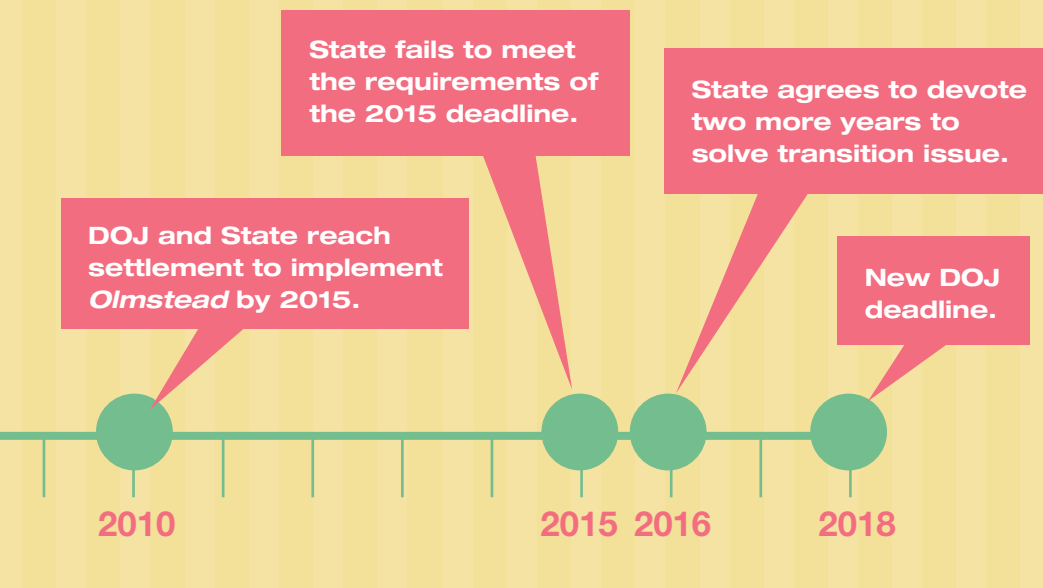 State fails to meet
the requirements of
the 2015 deadline.
State agrees to devote
two more years to
solve transition issue.
DOJ and State reach
settlement to implement
Olmstead by 2015.
New DOJ
deadline.
2010
2015
2016
2018